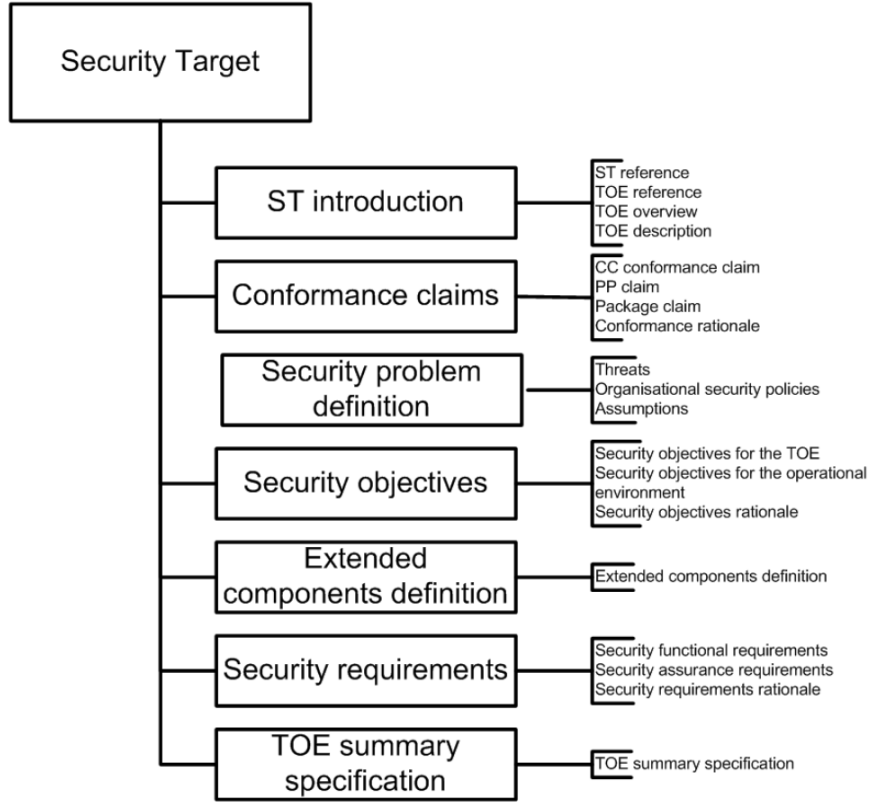 Security Target
ST introduction
ST reference
TOE reference
TOE overview
TOE description
Conformance claims
CC conformance claim
PP claim
Package claim
Conformance rationale
Security problem
definition
Threats
Organisational security policies
Assumptions
Security objectives
Security objectives for the TOE
Security objectives for the operational
environment
Security objectives rationale
Extended
components definition
Extended components definition
Security requirements
Security functional requirements
Security assurance requirements
Security requirements rationale
TOE summary
specification
TOE summary specification